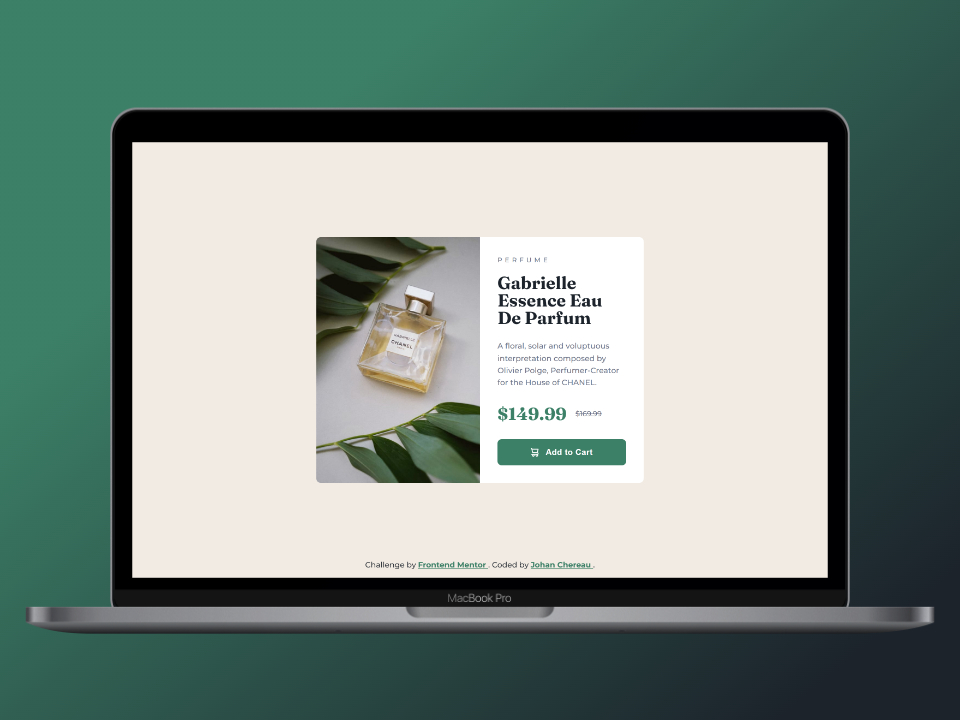 PERFUME
Gabrielle
Essence Eau
De Parfum
A floral, solar and voluptuous
interpretation composed by
Olivier Polge, Perfumer-Creator
for the House of CHANEL.
$149.99 $169.99
Add to Cart
GABRIELLE
CHANEL
Challenge by Frontend Mentor . Coded by Johan Chereau .
MacBook Pro